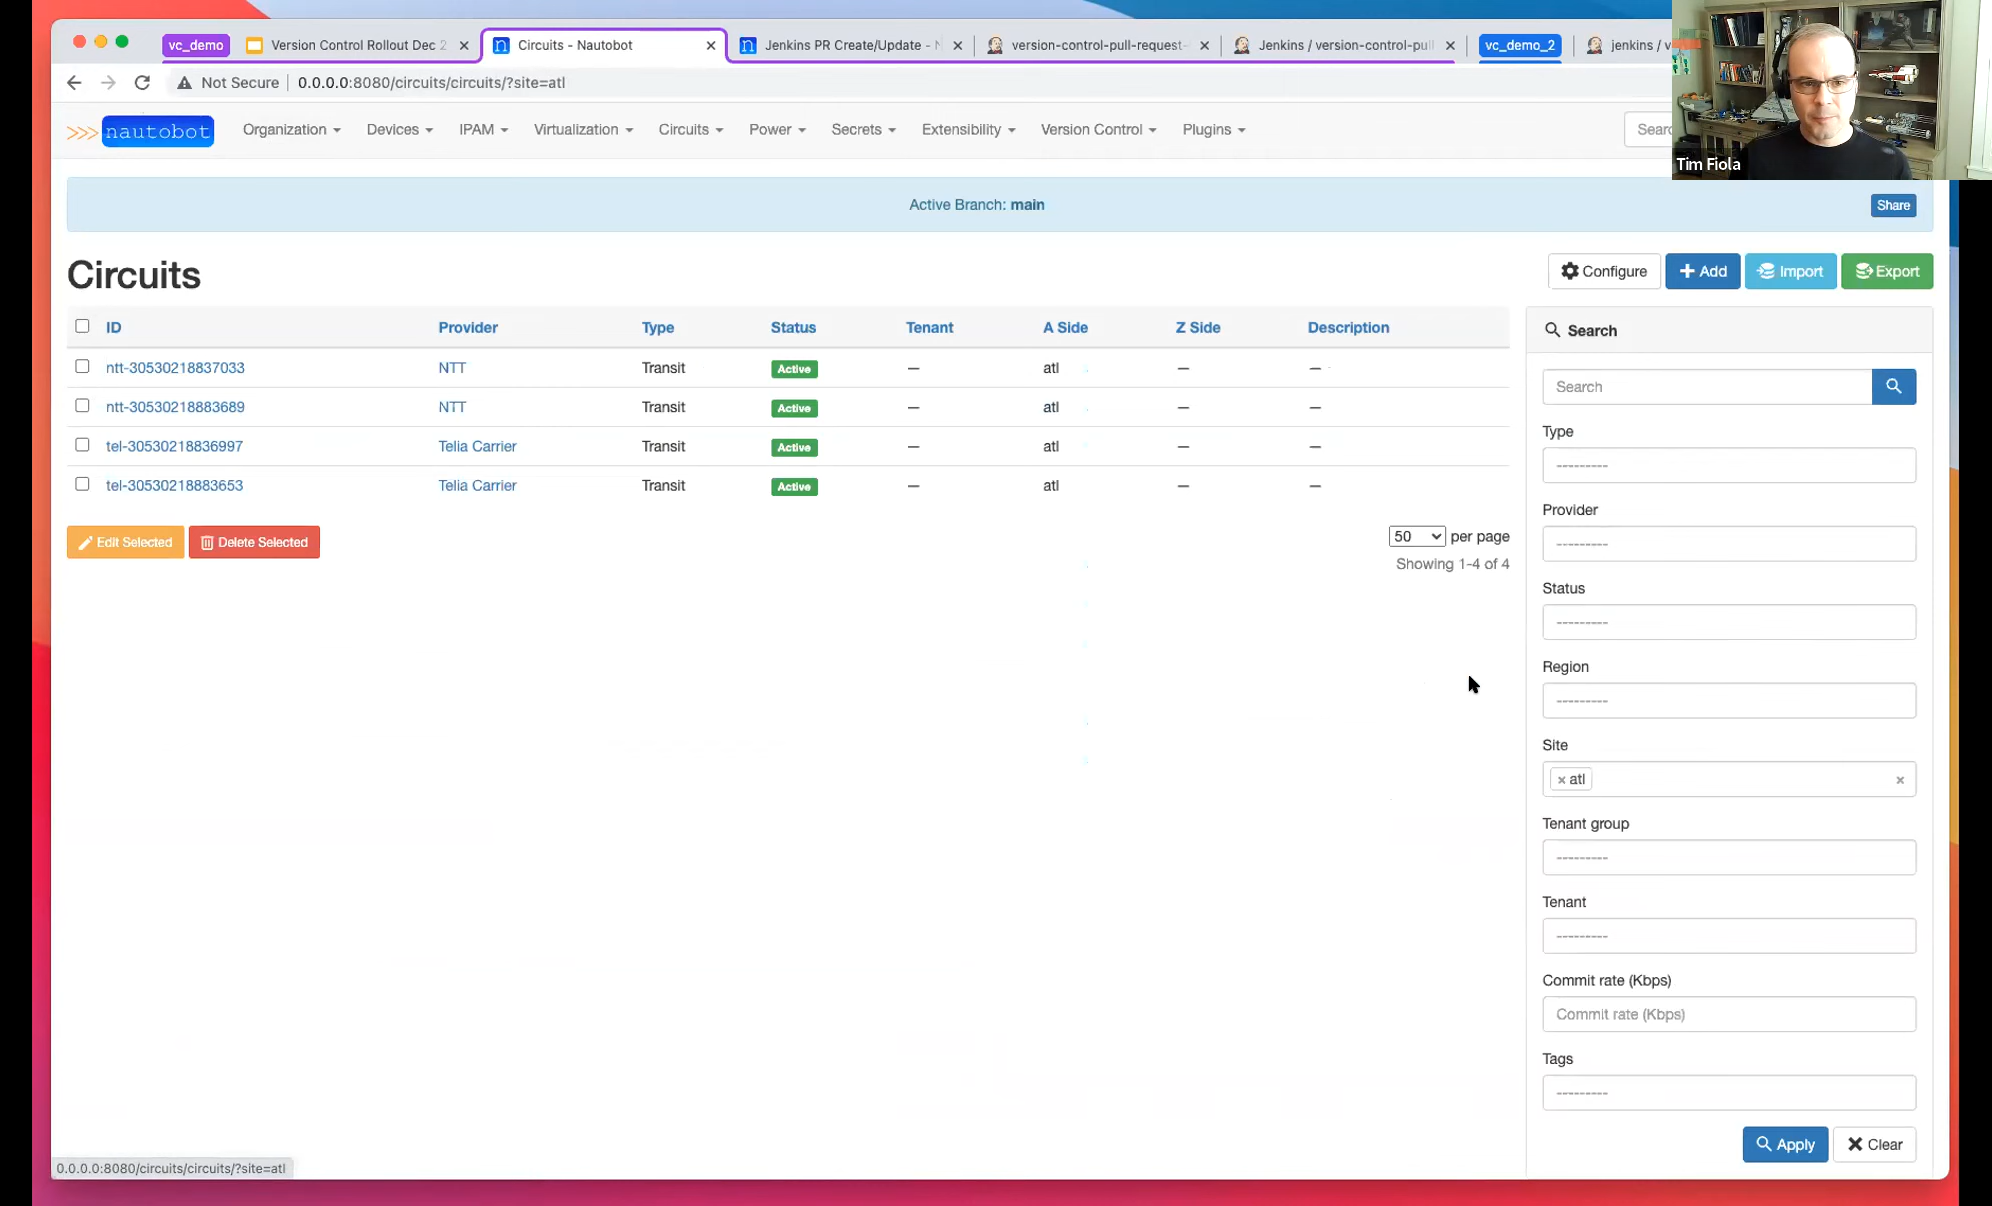 vc_demo
Version Control Rollout Dec 2
Circuits - Nautobot
Jenkins PR Create/Update -
version-control-pull-request-
Jenkins / version-control-pul
vc_demo_2
jenkins / v
Not Secure
0.0.0.0:8080/circuits/circuits/?site=atl
nautobot
Organization
Devices
IPAM
Virtualization
Circuits
Power
Secrets
Extensibility
Version Control
Plugins
Searc
Tim Fiola
Active Branch: main
Share
Circuits
Configure
Add
Import
Export
ID Provider Type Status Tenant A Side Z Side Description
ntt-30530218837033 NTT Transit Active — atl — —
ntt-30530218883689 NTT Transit Active — atl — —
tel-30530218836997 Telia Carrier Transit Active — atl — —
tel-30530218883653 Telia Carrier Transit Active — atl — —
Edit Selected
Delete Selected
50 per page
Showing 1-4 of 4
Search
Search
Type
---------
Provider
---------
Status
---------
Region
---------
Site
× atl ×
Tenant group
---------
Tenant
---------
Commit rate (Kbps)
Commit rate (Kbps)
Tags
---------
Apply
Clear
0.0.0.0:8080/circuits/circuits/?site=atl